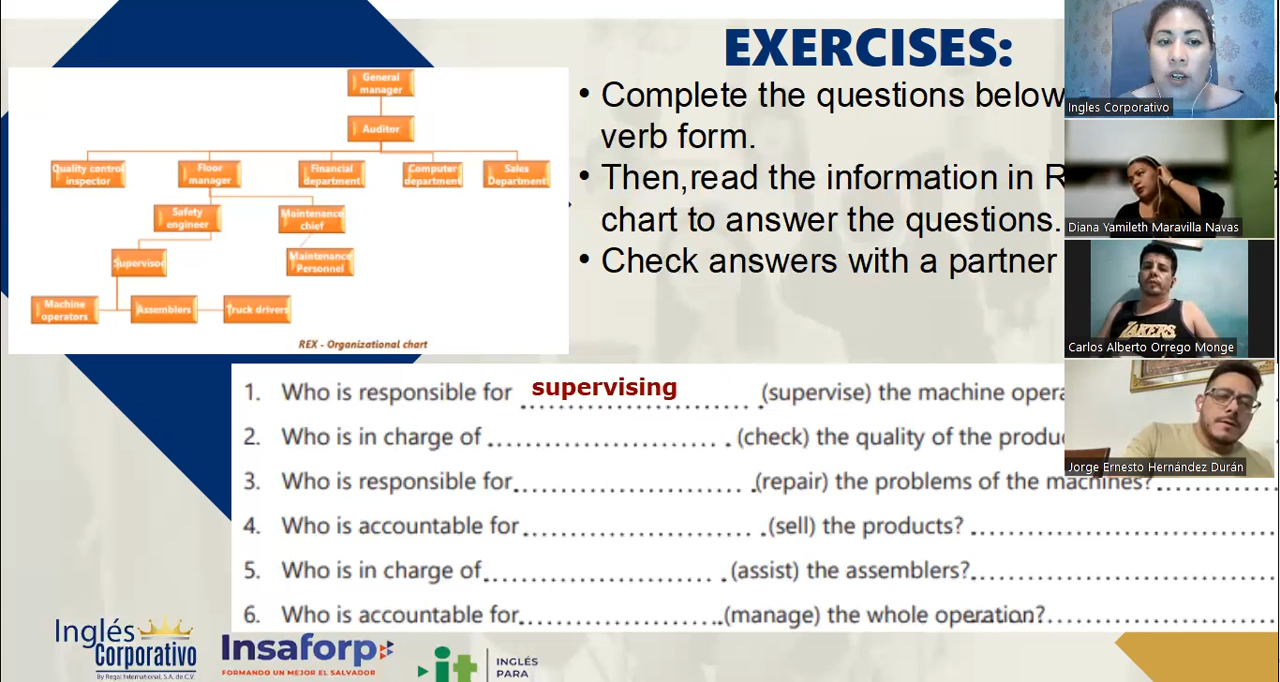 EXERCISES:
General manager
Auditor
Quality control inspector
Floor manager
Financial department
Computer department
Sales Department
Safety engineer
Maintenance chief
Supervisor
Maintenance Personnel
Machine operators
Assemblers
Truck drivers
REX - Organizational chart
• Complete the questions below
verb form.
• Then,read the information in R
chart to answer the questions.
• Check answers with a partner
1. Who is responsible for supervising (supervise) the machine opera
2. Who is in charge of (check) the quality of the produ
3. Who is responsible for (repair) the problems of the machines?
4. Who is accountable for (sell) the products?
5. Who is in charge of (assist) the assemblers?
6. Who is accountable for (manage) the whole operation?
Ingles Corporativo
Diana Yamileth Maravilla Navas
Carlos Alberto Orrego Monge
Jorge Ernesto Hernández Durán
LAKERS
Inglés
Corporativo
By Regal International, S.A. de C.V.
Insaforp
FORMANDO UN MEJOR EL SALVADOR
it
INGLÉS
PARA